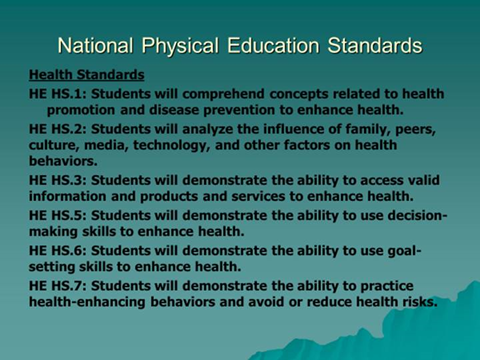 National Physical Education Standards
Health Standards
HE HS.1: Students will comprehend concepts related to health
promotion and disease prevention to enhance health.
HE HS.2: Students will analyze the influence of family, peers,
culture, media, technology, and other factors on health
behaviors.
HE HS.3: Students will demonstrate the ability to access valid
information and products and services to enhance health.
HE HS.5: Students will demonstrate the ability to use decision-
making skills to enhance health.
HE HS.6: Students will demonstrate the ability to use goal-
setting skills to enhance health.
HE HS.7: Students will demonstrate the ability to practice
health-enhancing behaviors and avoid or reduce health risks.